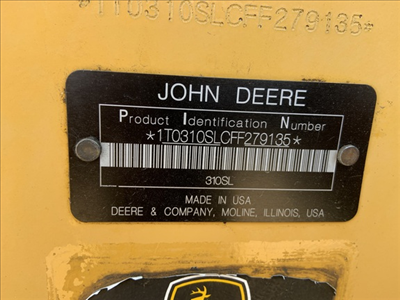 *1T0310SLCFF279135*
JOHN DEERE
Product Identification Number
*1T0310SLCFF279135*
310SL
MADE IN USA
DEERE & COMPANY, MOLINE, ILLINOIS, USA